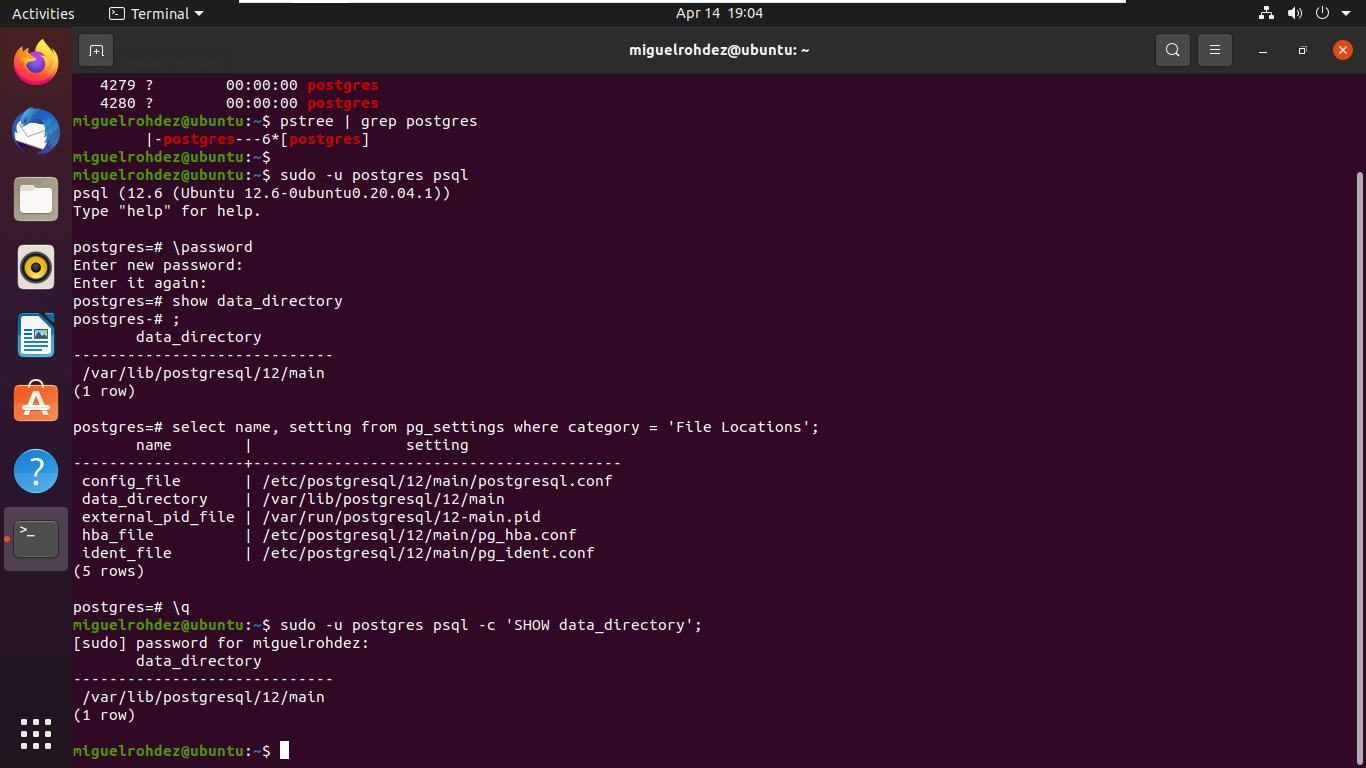 Activities
Terminal
Apr 14 19:04
miguelrohdez@ubuntu: ~
4279 ?        00:00:00 postgres
4280 ?        00:00:00 postgres
miguelrohdez@ubuntu:~$ pstree | grep postgres
        |-postgres---6*[postgres]
miguelrohdez@ubuntu:~$
miguelrohdez@ubuntu:~$ sudo -u postgres psql
psql (12.6 (Ubuntu 12.6-0ubuntu0.20.04.1))
Type "help" for help.
postgres=# \password
Enter new password:
Enter it again:
postgres=# show data_directory
postgres-# ;
       data_directory
-----------------------------
 /var/lib/postgresql/12/main
(1 row)
postgres=# select name, setting from pg_settings where category = 'File Locations';
       name        |                 setting
-------------------+-----------------------------------------
 config_file       | /etc/postgresql/12/main/postgresql.conf
 data_directory    | /var/lib/postgresql/12/main
 external_pid_file | /var/run/postgresql/12-main.pid
 hba_file          | /etc/postgresql/12/main/pg_hba.conf
 ident_file        | /etc/postgresql/12/main/pg_ident.conf
(5 rows)
postgres=# \q
miguelrohdez@ubuntu:~$ sudo -u postgres psql -c 'SHOW data_directory';
[sudo] password for miguelrohdez:
       data_directory
-----------------------------
 /var/lib/postgresql/12/main
(1 row)
miguelrohdez@ubuntu:~$